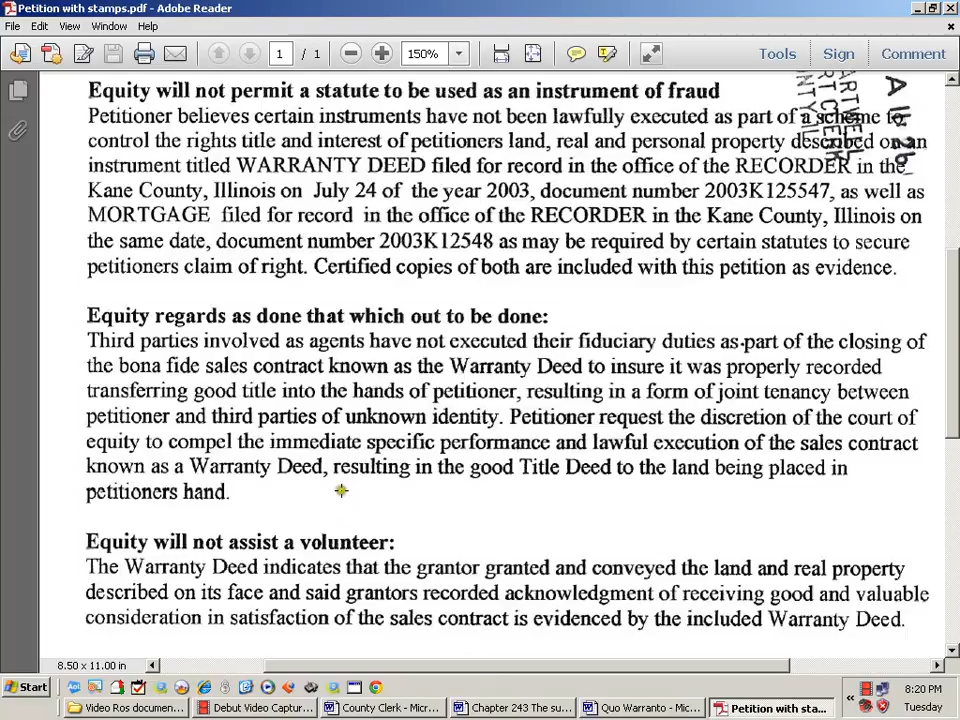 Petition with stamps.pdf - Adobe Reader
File Edit View Window Help
1 / 1 150% Tools Sign Comment
Equity will not permit a statute to be used as an instrument of fraud
Petitioner believes certain instruments have not been lawfully executed as part of a scheme to
control the rights title and interest of petitioners land, real and personal property described on an
instrument titled WARRANTY DEED filed for record in the office of the RECORDER in the
Kane County, Illinois on July 24 of the year 2003, document number 2003K125547, as well as
MORTGAGE filed for record in the office of the RECORDER in the Kane County, Illinois on
the same date, document number 2003K12548 as may be required by certain statutes to secure
petitioners claim of right. Certified copies of both are included with this petition as evidence.
Equity regards as done that which out to be done:
Third parties involved as agents have not executed their fiduciary duties as part of the closing of
the bona fide sales contract known as the Warranty Deed to insure it was properly recorded
transferring good title into the hands of petitioner, resulting in a form of joint tenancy between
petitioner and third parties of unknown identity. Petitioner request the discretion of the court of
equity to compel the immediate specific performance and lawful execution of the sales contract
known as a Warranty Deed, resulting in the good Title Deed to the land being placed in
petitioners hand.
Equity will not assist a volunteer:
The Warranty Deed indicates that the grantor granted and conveyed the land and real property
described on its face and said grantors recorded acknowledgment of receiving good and valuable
consideration in satisfaction of the sales contract is evidenced by the included Warranty Deed.
8.50 x 11.00 in
Start 8:20 PM
Video Ros documen... Debut Video Captur... County Clerk - Micro... Chapter 243 The su... Quo Warranto - Mic... Petition with sta... Tuesday